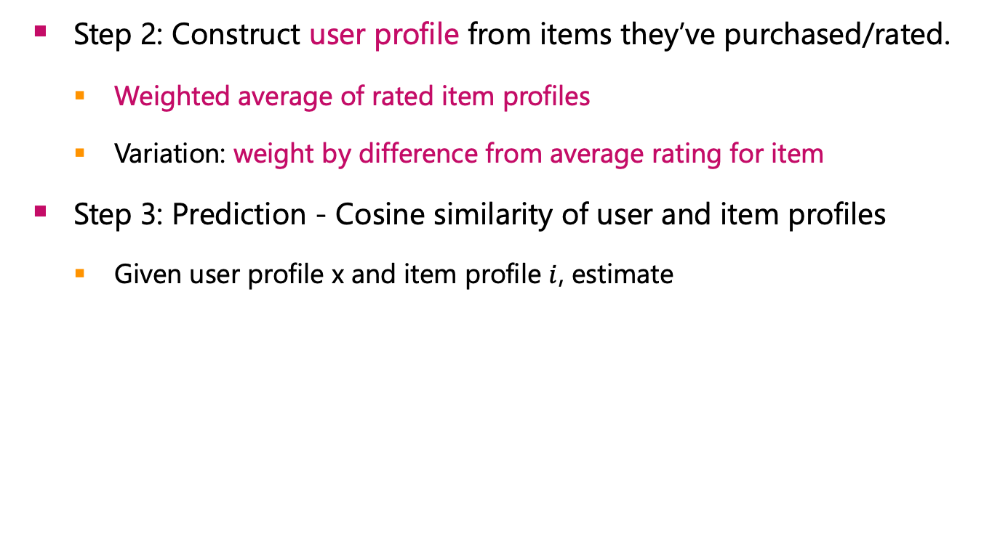 Step 2: Construct user profile from items they’ve purchased/rated.
Weighted average of rated item profiles
Variation: weight by difference from average rating for item
Step 3: Prediction - Cosine similarity of user and item profiles
Given user profile x and item profile 𝑖, estimate